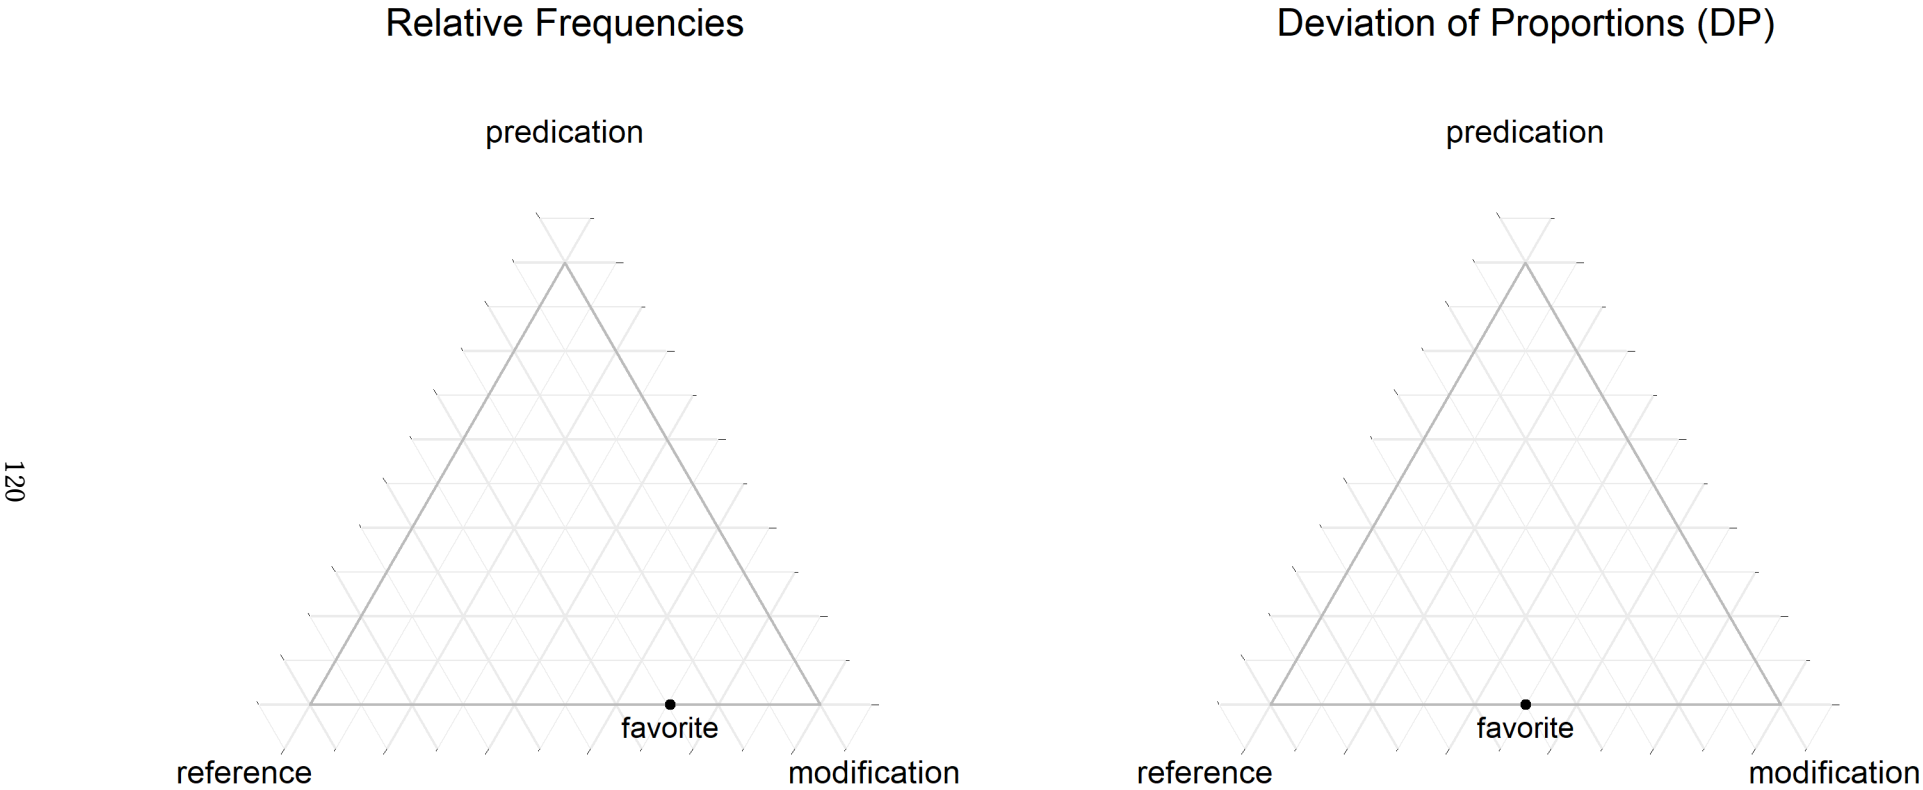 Relative Frequencies
predication
favorite
reference
modification
Deviation of Proportions (DP)
predication
favorite
reference
modification
120